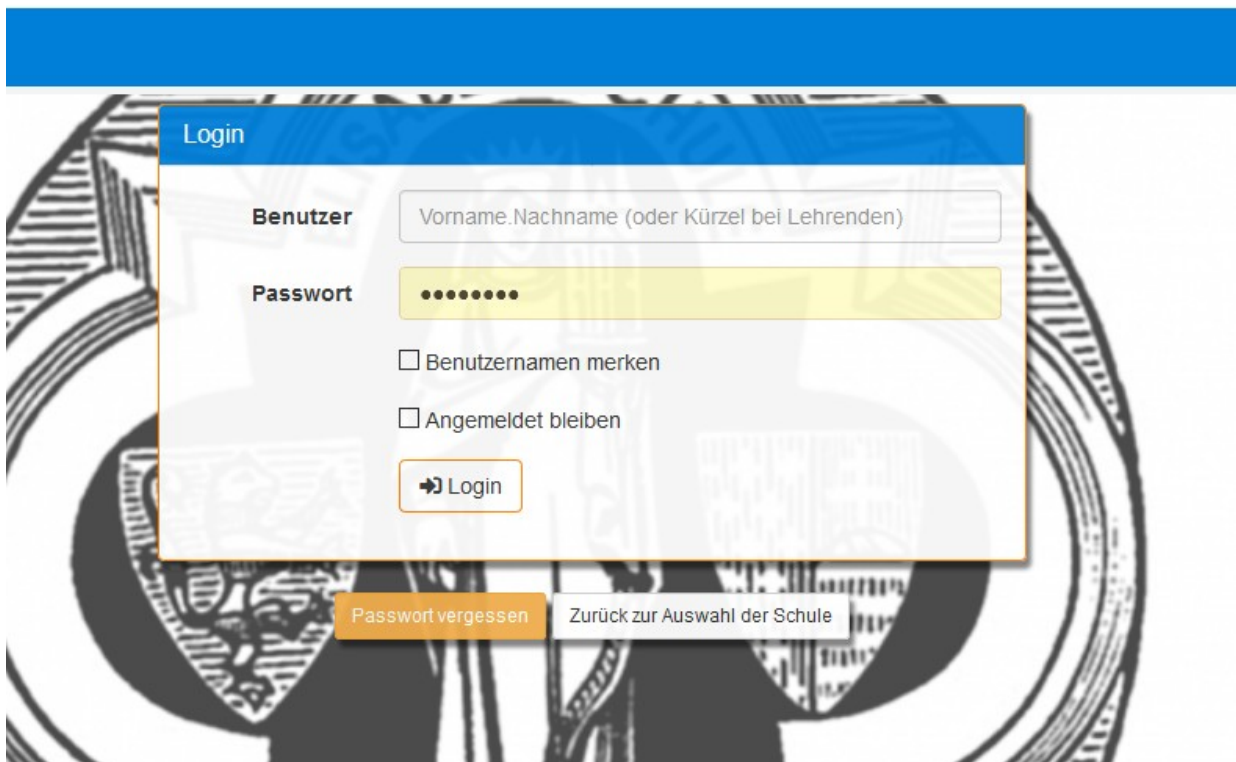 Login
Benutzer Vorname.Nachname (oder Kürzel bei Lehrenden)
Passwort ••••••••
Benutzernamen merken
Angemeldet bleiben
Login
Passwort vergessen Zurück zur Auswahl der Schule